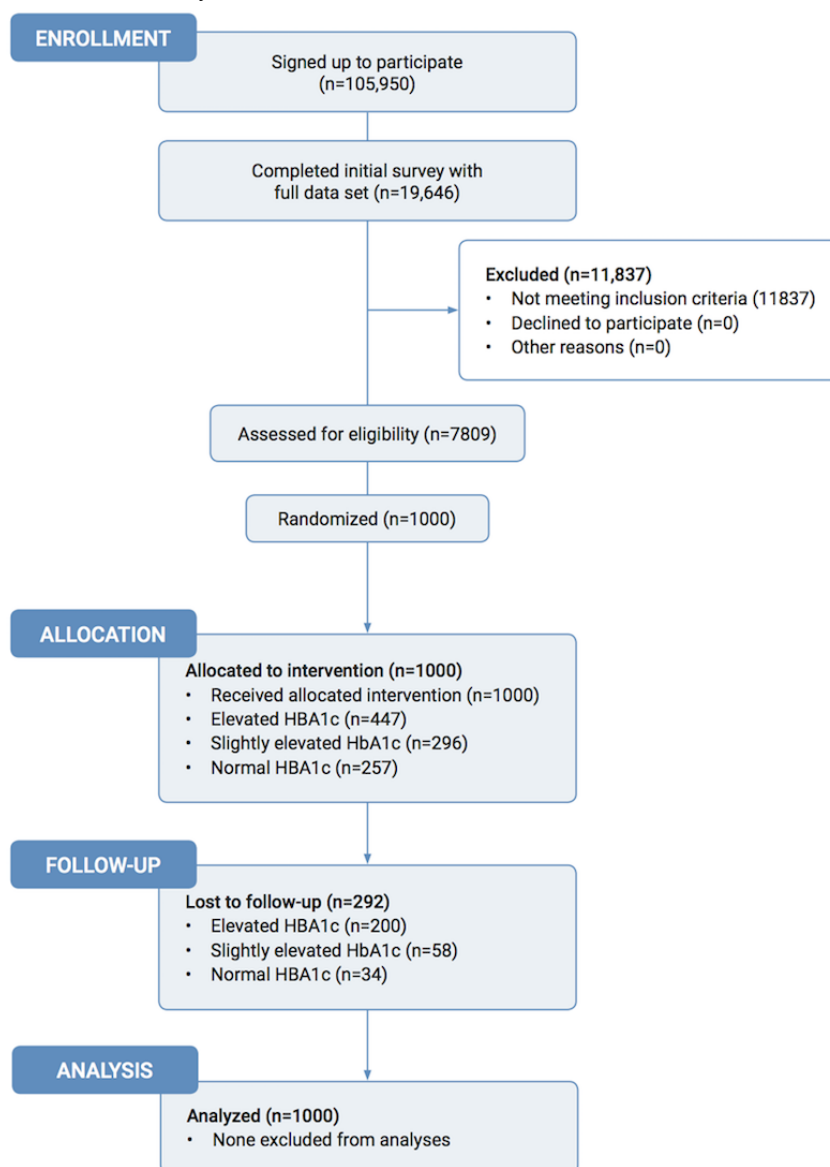 ENROLLMENT
Signed up to participate
(n=105,950)
Completed initial survey with
full data set (n=19,646)
Excluded (n=11,837)
• Not meeting inclusion criteria (11837)
• Declined to participate (n=0)
• Other reasons (n=0)
Assessed for eligibility (n=7809)
Randomized (n=1000)
ALLOCATION
Allocated to intervention (n=1000)
• Received allocated intervention (n=1000)
• Elevated HBA1c (n=447)
• Slightly elevated HbA1c (n=296)
• Normal HBA1c (n=257)
FOLLOW-UP
Lost to follow-up (n=292)
• Elevated HBA1c (n=200)
• Slightly elevated HbA1c (n=58)
• Normal HBA1c (n=34)
ANALYSIS
Analyzed (n=1000)
• None excluded from analyses